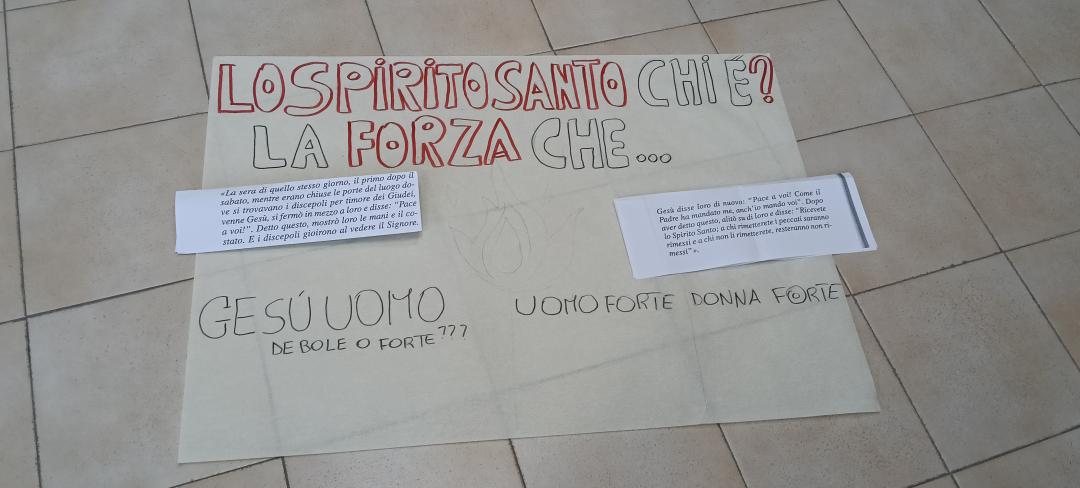 LO SPIRITO SANTO CHI È?
LA FORZA CHE...
«La sera di quello stesso giorno, il primo dopo il
sabato, mentre erano chiuse le porte del luogo do-
ve si trovavano i discepoli per timore dei Giudei,
venne Gesù, si fermò in mezzo a loro e disse: "Pace
a voi!". Detto questo, mostrò loro le mani e il co-
stato. E i discepoli gioirono al vedere il Signore.
Gesù disse loro di nuovo: "Pace a voi! Come il
Padre ha mandato me, anch'io mando voi". Dopo
aver detto questo, alitò su di loro e disse: "Ricevete
lo Spirito Santo; a chi rimetterete i peccati saranno
rimessi e a chi non li rimetterete, resteranno non ri-
messi"».
GESÚ UOMO
DEBOLE O FORTE???
UOMO FORTE DONNA FORTE